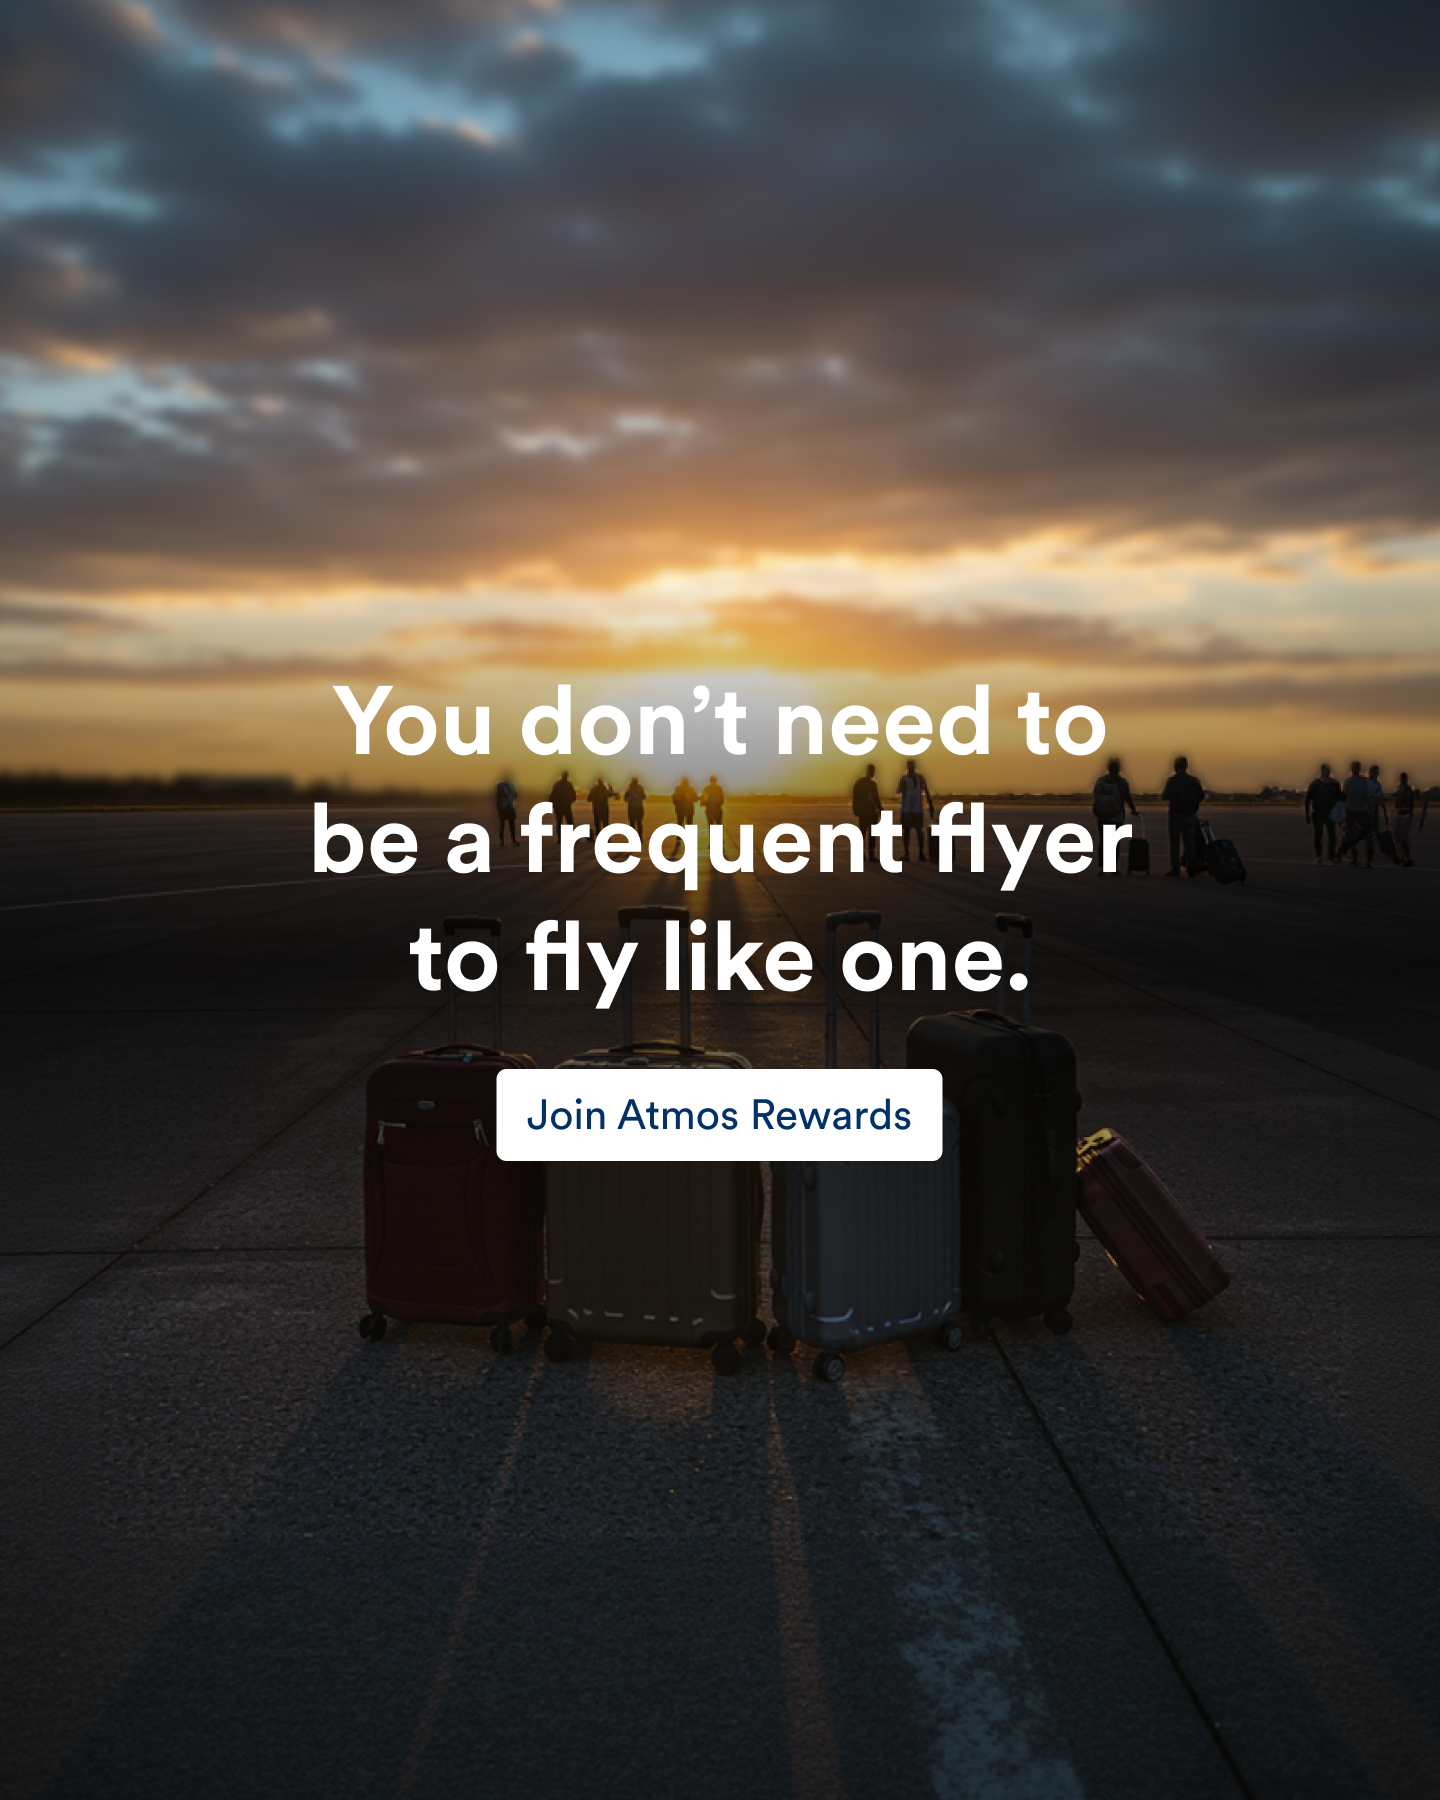 You don’t need to
be a frequent flyer
to fly like one.
Join Atmos Rewards